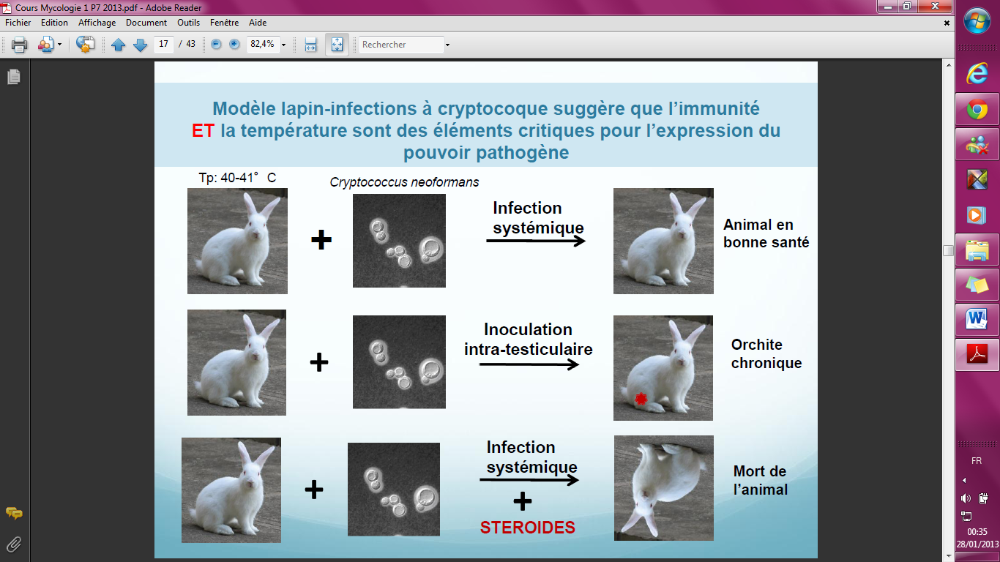 Cours Mycologie 1 P7 2013.pdf - Adobe Reader
Fichier Edition Affichage Document Outils Fenêtre Aide
17 / 43 82,4% Rechercher
Modèle lapin-infections à cryptocoque suggère que l'immunité
ET la température sont des éléments critiques pour l'expression du
pouvoir pathogène
Tp: 40-41° C
Cryptococcus neoformans
+
Infection
systémique
Animal en
bonne santé
+
Inoculation
intra-testiculaire
Orchite
chronique
+
Infection
systémique
+
STEROIDES
Mort de
l'animal
FR
00:35
28/01/2013